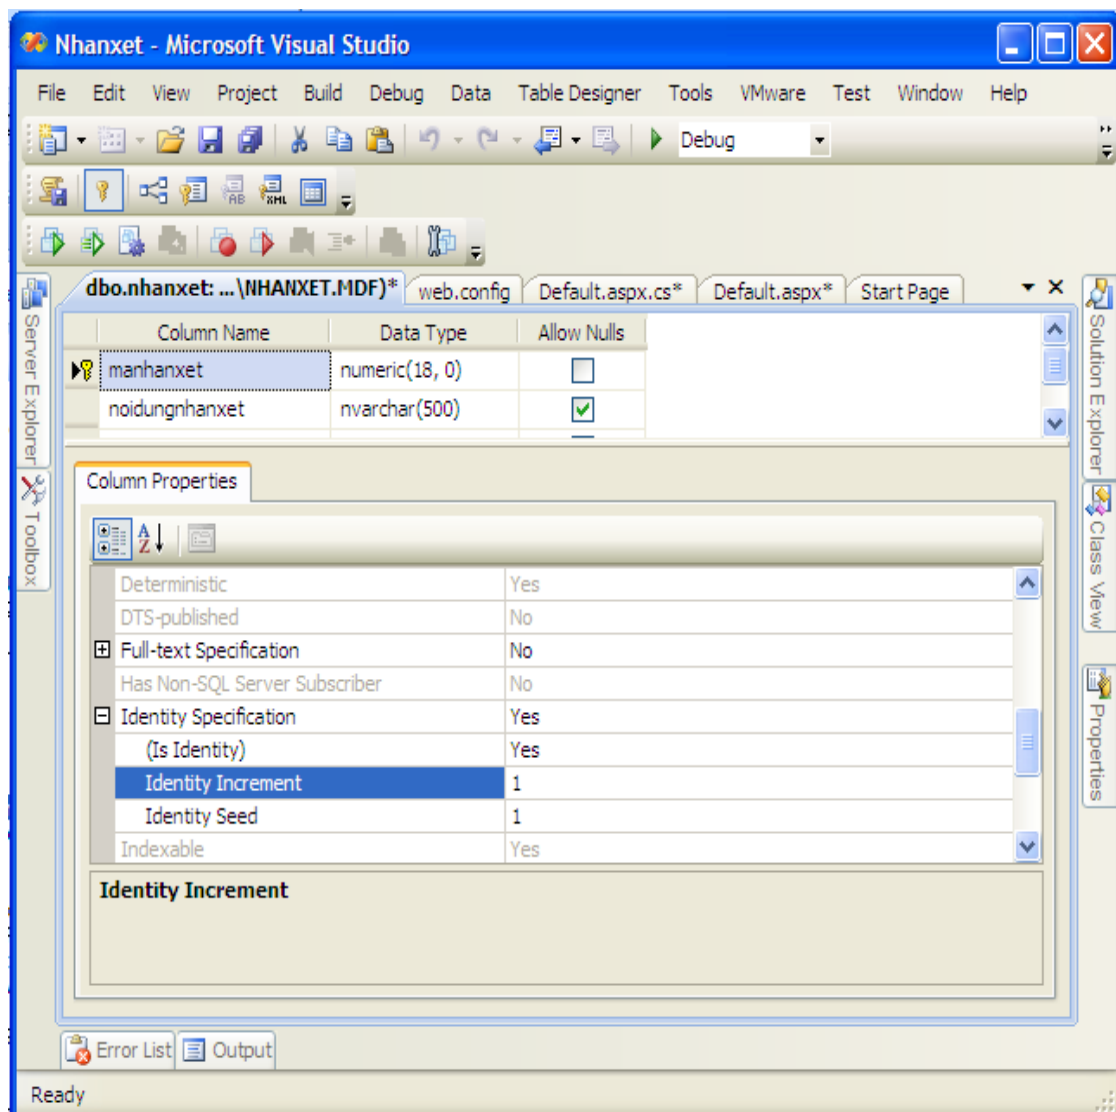 Nhanxet - Microsoft Visual Studio
File Edit View Project Build Debug Data Table Designer Tools VMware Test Window Help
Debug
AB XML
dbo.nhanxet: ...\NHANXET.MDF)* web.config Default.aspx.cs* Default.aspx* Start Page
Server Explorer
Toolbox
Column Name Data Type Allow Nulls
manhanxet numeric(18, 0)
noidungnhanxet nvarchar(500)
Column Properties
A
Z
Deterministic Yes
DTS-published No
Full-text Specification No
Has Non-SQL Server Subscriber No
Identity Specification Yes
(Is Identity) Yes
Identity Increment 1
Identity Seed 1
Indexable Yes
Identity Increment
Solution Explorer
Class View
Properties
Error List Output
Ready